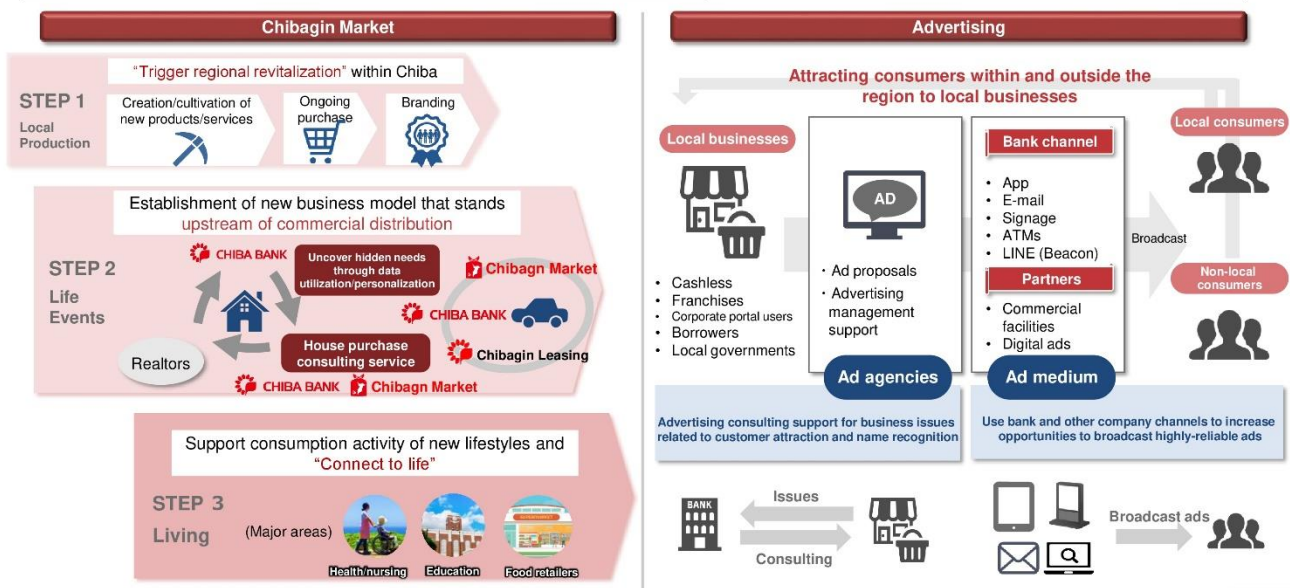 Chibagin Market
“Trigger regional revitalization” within Chiba
STEP 1
Local
Production
Creation/cultivation of
new products/services
Ongoing
purchase
Branding
Establishment of new business model that stands
upstream of commercial distribution
STEP 2
Life
Events
CHIBA BANK
Uncover hidden needs
through data
utilization/personalization
Chibagn Market
CHIBA BANK
Chibagin Leasing
House purchase
consulting service
Realtors
CHIBA BANK
Chibagn Market
Support consumption activity of new lifestyles and
“Connect to life”
STEP 3
Living
(Major areas)
Health/nursing
Education
Food retailers
Advertising
Attracting consumers within and outside the
region to local businesses
Local businesses
• Cashless
• Franchises
• Corporate portal users
• Borrowers
• Local governments
AD
・Ad proposals
・Advertising
management
support
Ad agencies
Bank channel
• App
• E-mail
• Signage
• ATMs
• LINE (Beacon)
Partners
• Commercial
facilities
• Digital ads
Ad medium
Broadcast
Local consumers
Non-local
consumers
Advertising consulting support for business issues
related to customer attraction and name recognition
Use bank and other company channels to increase
opportunities to broadcast highly-reliable ads
BANK
Issues
Consulting
Broadcast ads